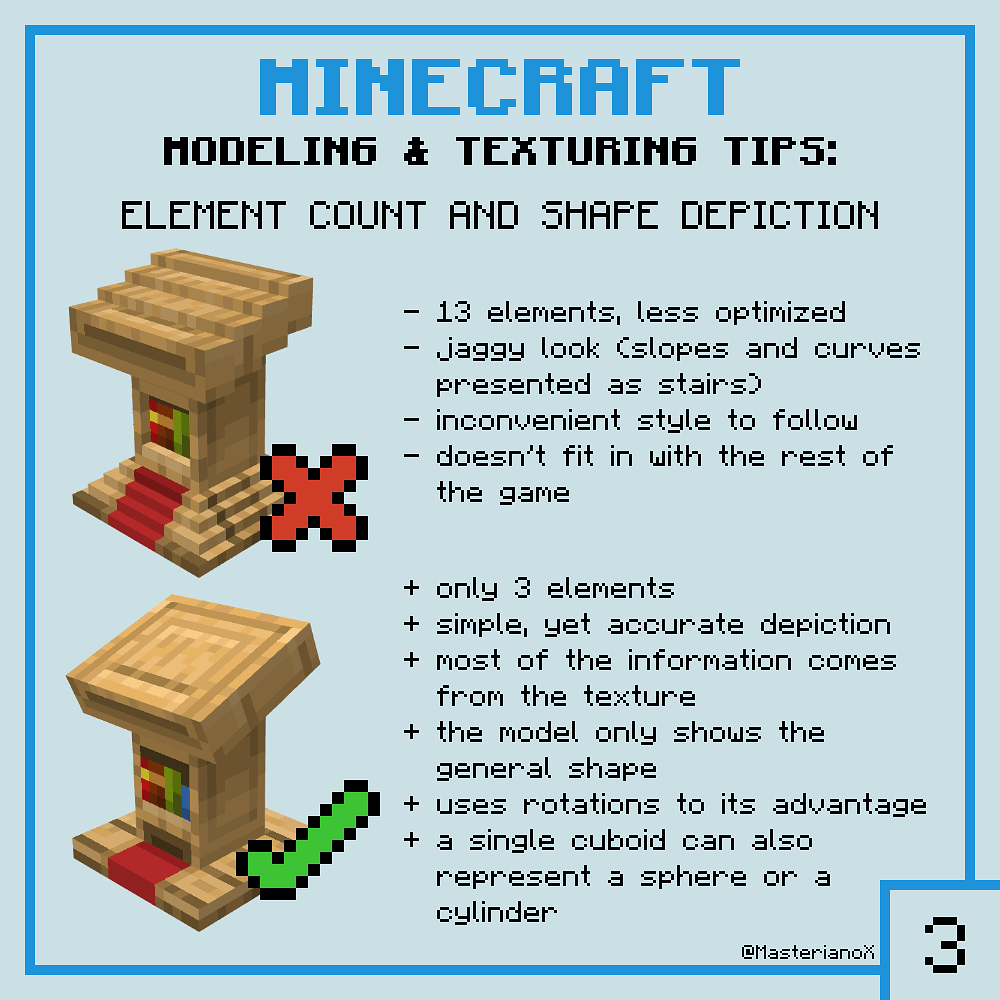 MINECRAFT
MODELING & TEXTURING TIPS:
ELEMENT COUNT AND SHAPE DEPICTION
- 13 elements, less optimized
- jaggy look (slopes and curves
presented as stairs)
- inconvenient style to follow
- doesn't fit in with the rest of
the game
+ only 3 elements
+ simple, yet accurate depiction
+ most of the information comes
from the texture
+ the model only shows the
general shape
+ uses rotations to its advantage
+ a single cuboid can also
represent a sphere or a
cylinder
@MasterianoX
3